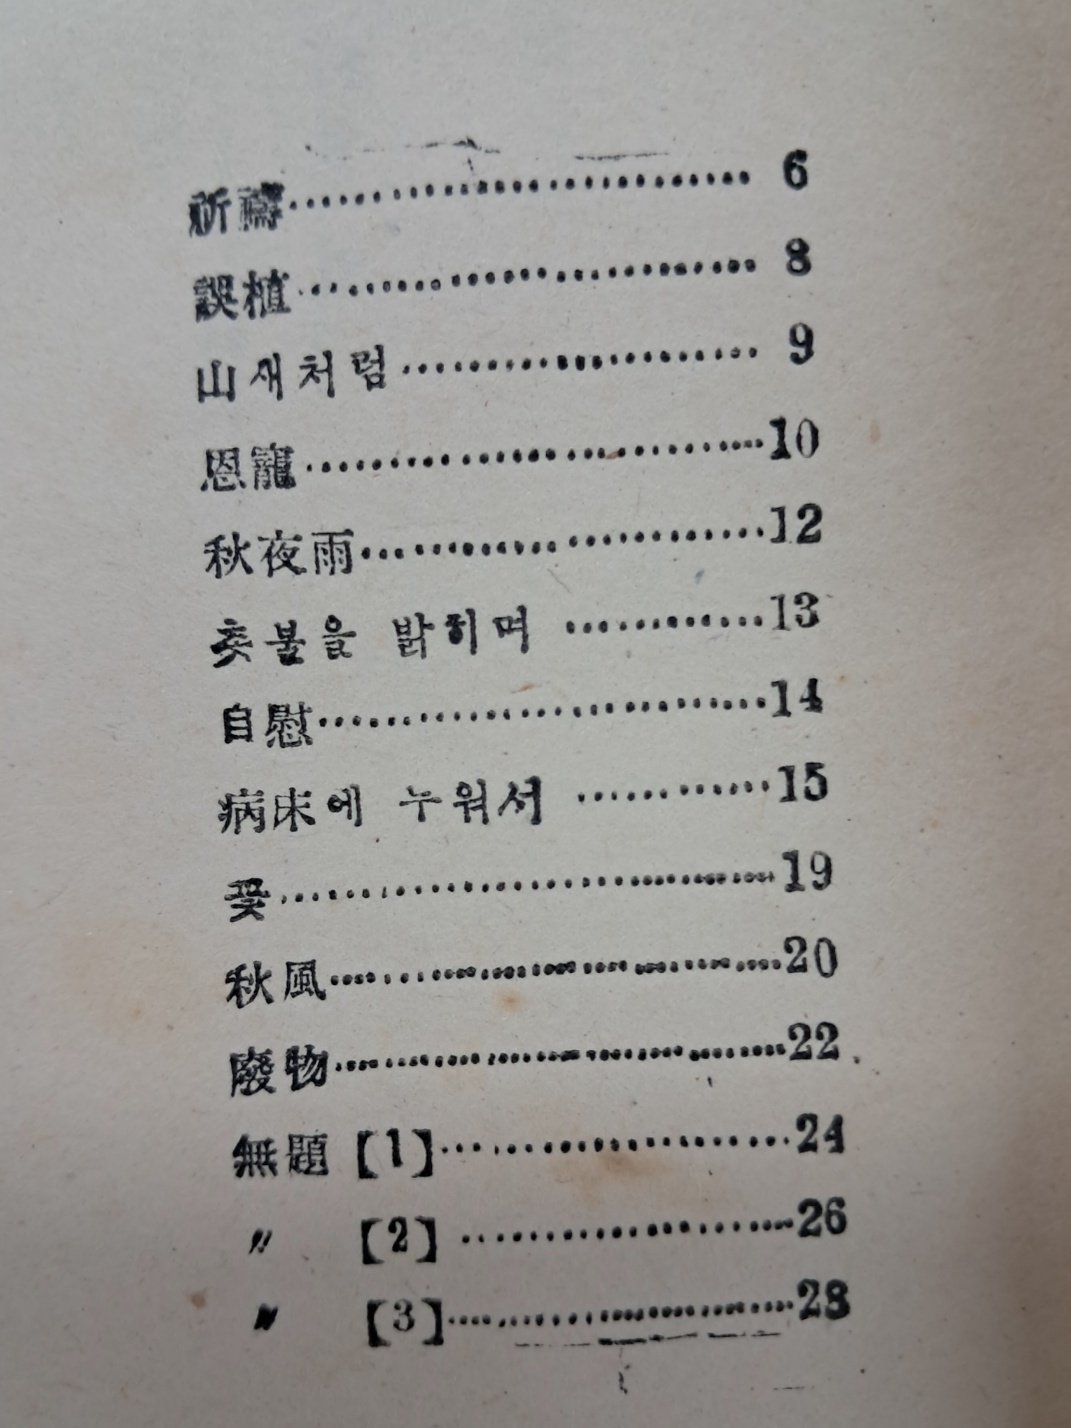 祈禱…………………………… 6
誤植…………………………… 8
山새처럼……………………… 9
恩寵……………………………10
秋夜雨…………………………12
촛불을 밝히며 ………………13
自慰……………………………14
病床에 누워서 ………………15
꽃………………………………19
秋風……………………………20
廢物……………………………22
無題【1】………………………24
〃 【2】 ………………………26
〃 【3】………………………28